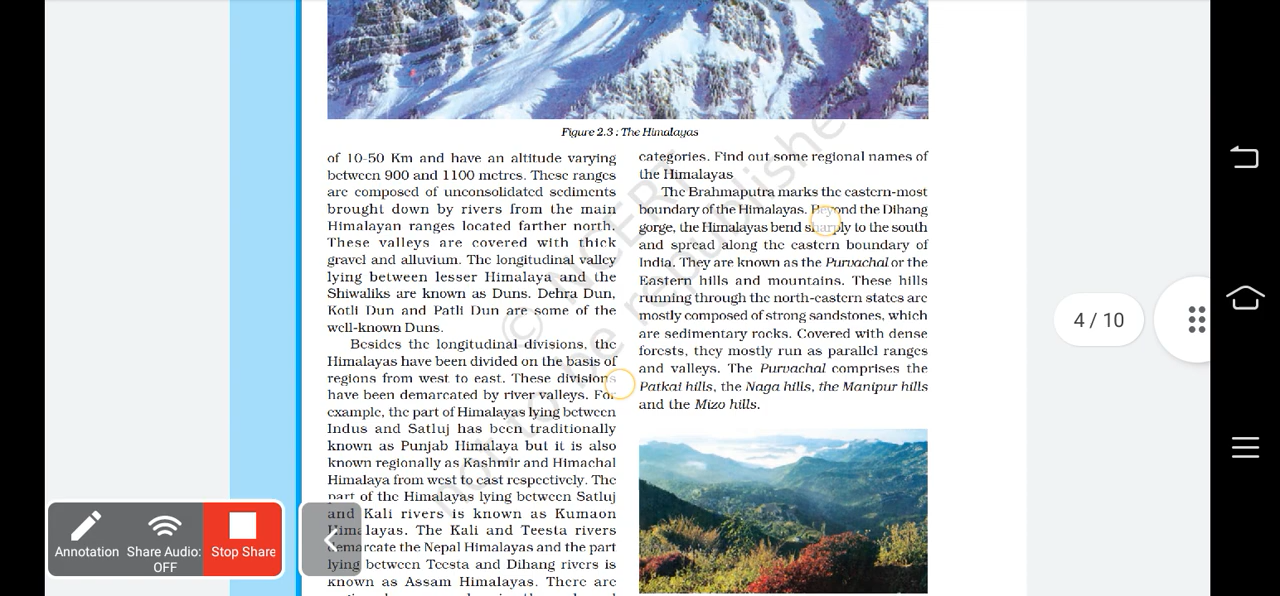 Figure 2.3 : The Himalayas
of 10-50 Km and have an altitude varying
between 900 and 1100 metres. These ranges
are composed of unconsolidated sediments
brought down by rivers from the main
Himalayan ranges located farther north.
These valleys are covered with thick
gravel and alluvium. The longitudinal valley
lying between lesser Himalaya and the
Shiwaliks are known as Duns. Dehra Dun,
Kotli Dun and Patli Dun are some of the
well-known Duns.
Besides the longitudinal divisions, the
Himalayas have been divided on the basis of
regions from west to east. These divisions
have been demarcated by river valleys. For
example, the part of Himalayas lying between
Indus and Satluj has been traditionally
known as Punjab Himalaya but it is also
known regionally as Kashmir and Himachal
Himalaya from west to east respectively. The
part of the Himalayas lying between Satluj
and Kali rivers is known as Kumaon
Himalayas. The Kali and Teesta rivers
demarcate the Nepal Himalayas and the part
lying between Teesta and Dihang rivers is
known as Assam Himalayas. There are
categories. Find out some regional names of
the Himalayas
The Brahmaputra marks the eastern-most
boundary of the Himalayas. Beyond the Dihang
gorge, the Himalayas bend sharply to the south
and spread along the eastern boundary of
India. They are known as the Purvachal or the
Eastern hills and mountains. These hills
running through the north-eastern states are
mostly composed of strong sandstones, which
are sedimentary rocks. Covered with dense
forests, they mostly run as parallel ranges
and valleys. The Purvachal comprises the
Patkai hills, the Naga hills, the Manipur hills
and the Mizo hills.
© NCERT
not to be republished
4 / 10
Annotation
Share Audio:
OFF
Stop Share